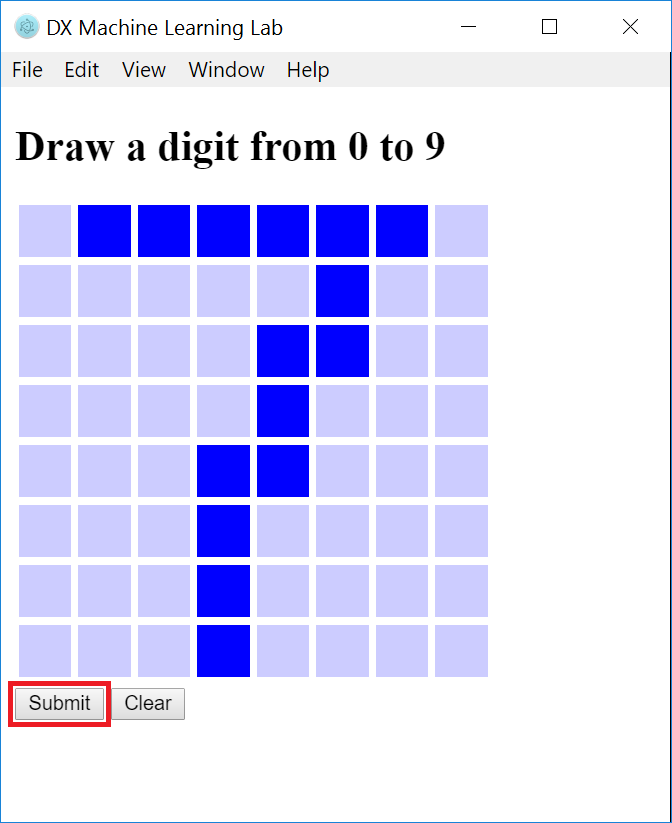 DX Machine Learning Lab
File Edit View Window Help
Draw a digit from 0 to 9
Submit Clear